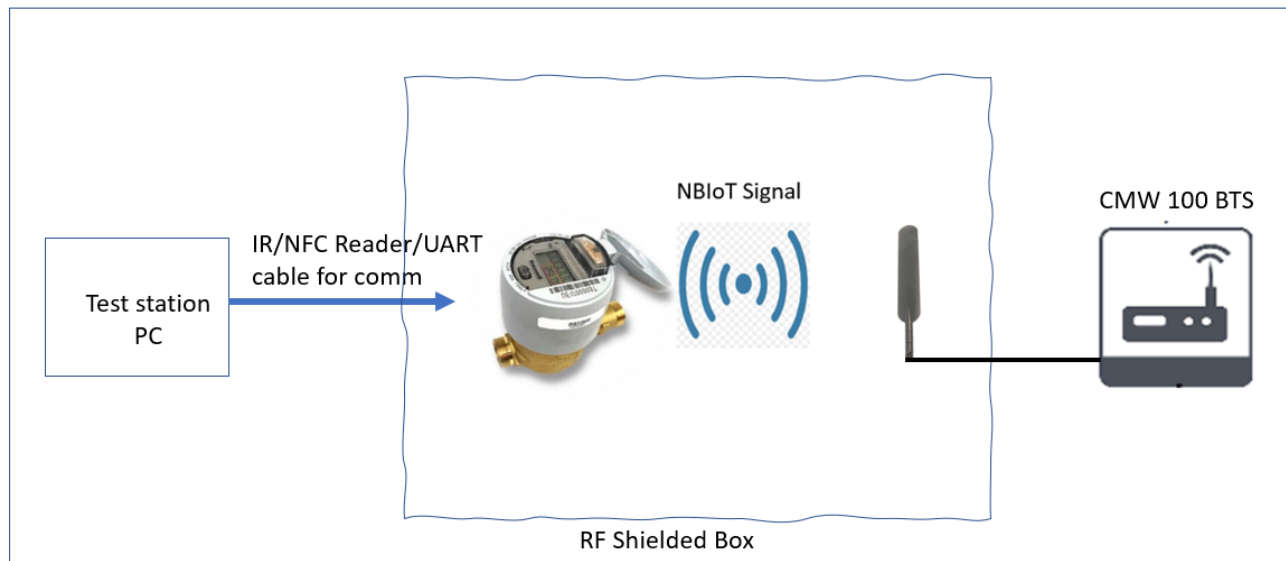 NBIoT Signal
CMW 100 BTS
IR/NFC Reader/UART
cable for comm
Test station
PC
RF Shielded Box